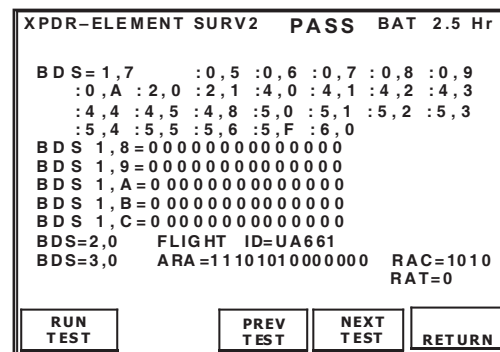 XPDR–ELEMENT SURV2 PASS BAT 2.5 Hr
BDS=1,7 :0,5 :0,6 :0,7 :0,8 :0,9
:0,A :2,0 :2,1 :4,0 :4,1 :4,2 :4,3
:4,4 :4,5 :4,8 :5,0 :5,1 :5,2 :5,3
:5,4 :5,5 :5,6 :5,F :6,0
BDS 1,8=00000000000000
BDS 1,9=00000000000000
BDS 1,A=00000000000000
BDS 1,B=00000000000000
BDS 1,C=00000000000000
BDS=2,0 FLIGHT ID=UA661
BDS=3,0 ARA=11101010000000 RAC=1010
RAT=0
RUN TEST
PREV TEST
NEXT TEST
RETURN